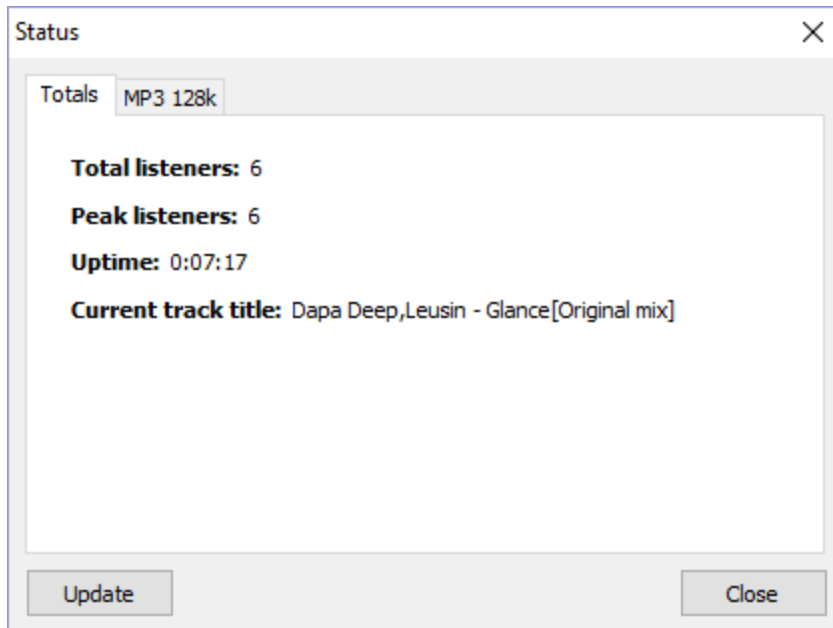 Status
Totals
MP3 128k
Total listeners: 6
Peak listeners: 6
Uptime: 0:07:17
Current track title: Dapa Deep,Leusin - Glance[Original mix]
Update
Close